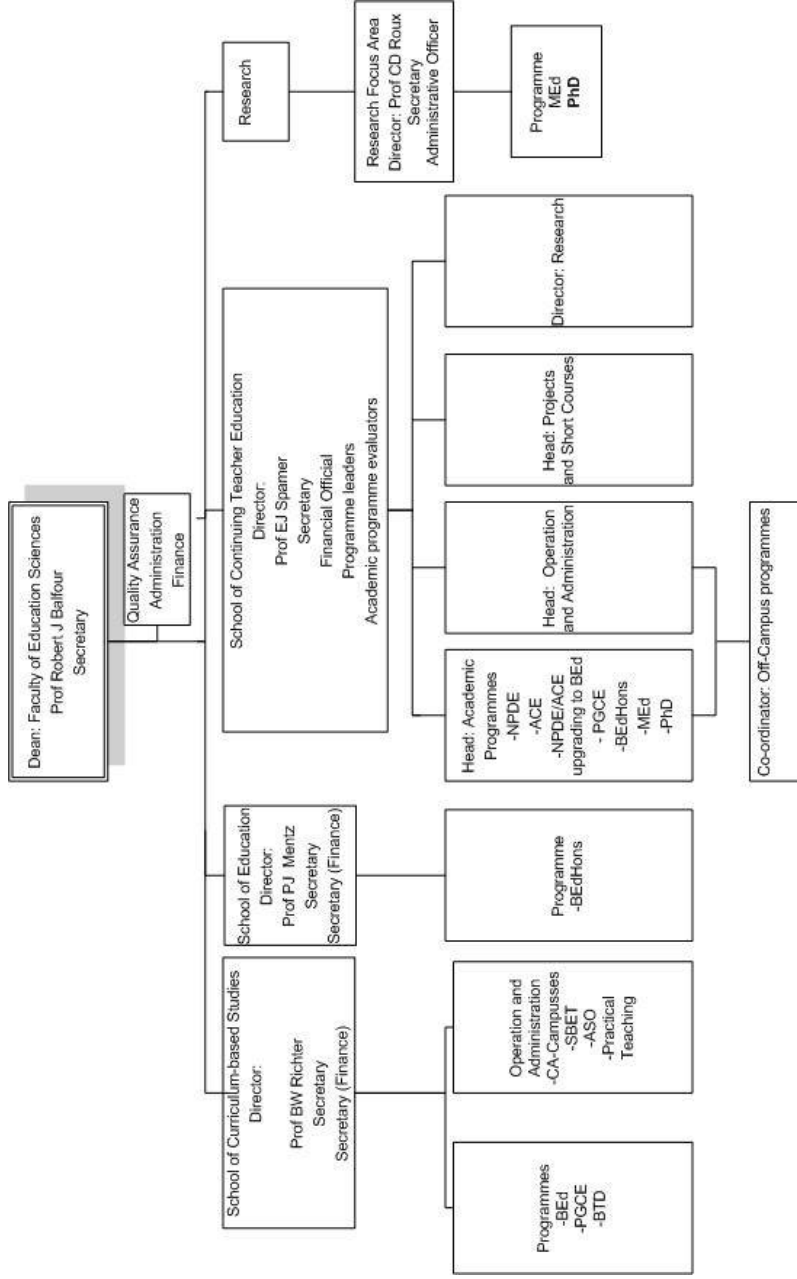 Dean: Faculty of Education Sciences
Prof Robert J Balfour
Secretary
Quality Assurance
Administration
Finance
School of Curriculum-based Studies
Director:
Prof BW Richter
Secretary
Secretary (Finance)
School of Education
Director:
Prof PJ Mentz
Secretary
Secretary (Finance)
School of Continuing Teacher Education
Director:
Prof EJ Spamer
Secretary
Financial Official
Programme leaders
Academic programme evaluators
Research
Research Focus Area
Director: Prof CD Roux
Secretary
Administrative Officer
Programme
MEd
PhD
Programmes
-BEd
-PGCE
-BTD
Operation and
Administration
-CA-Campusses
-SBET
-ASO
-Practical
Teaching
Programme
-BEdHons
Head: Academic
Programmes
-NPDE
-ACE
-NPDE/ACE
upgrading to BEd
- PGCE
-BEdHons
-MEd
-PhD
Head: Operation
and Administration
Head: Projects
and Short Courses
Director: Research
Co-ordinator: Off-Campus programmes